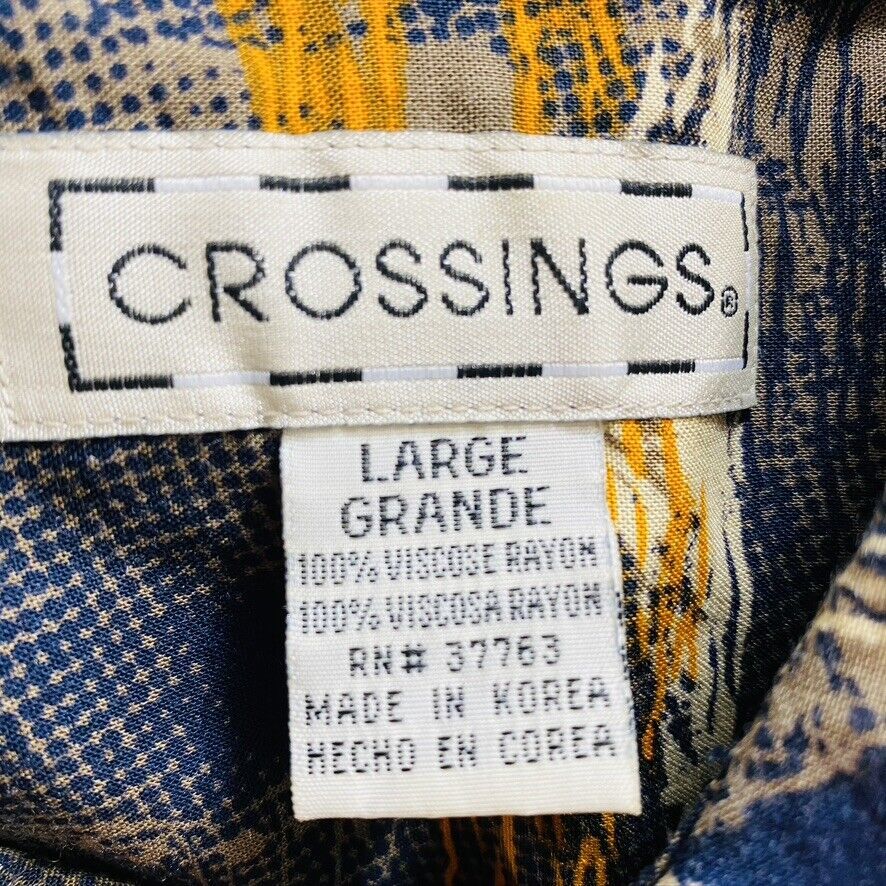 CROSSINGS®
LARGE
GRANDE
100% VISCOSE RAYON
100% VISCOSA RAYON
RN# 37763
MADE IN KOREA
HECHO EN COREA